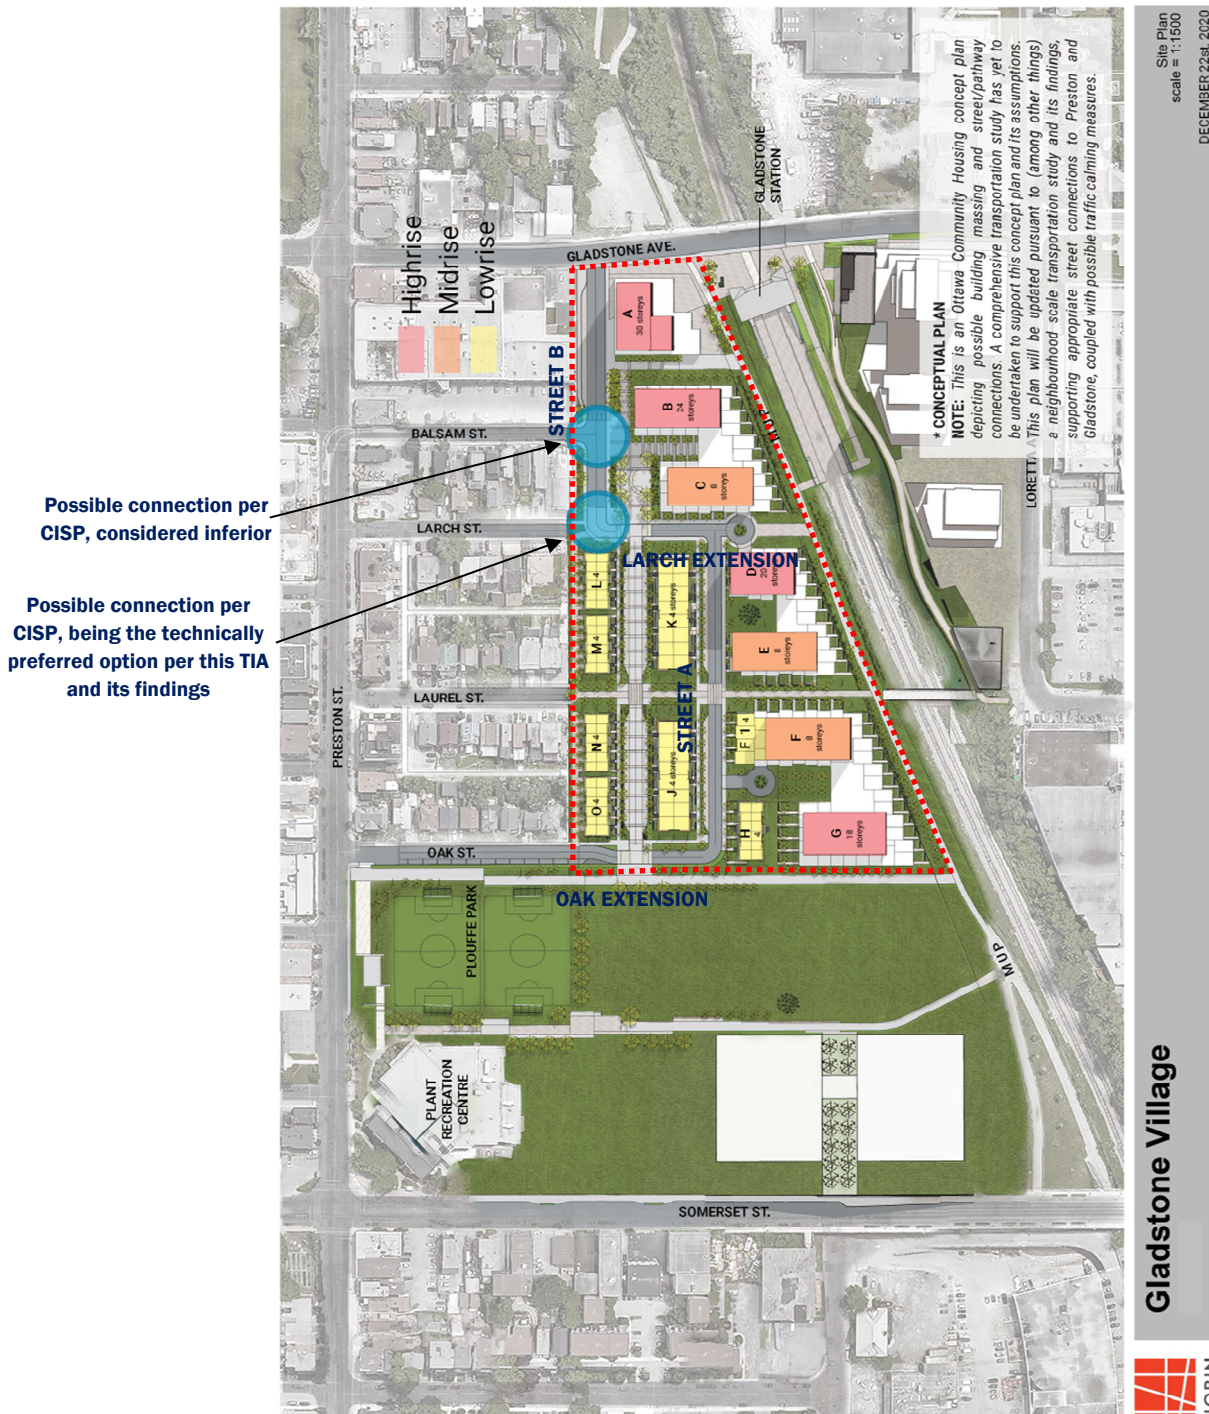 Site Plan
scale = 1:1500
DECEMBER 22st, 2020
* CONCEPTUAL PLAN
NOTE: This is an Ottawa Community Housing concept plan
depicting possible building massing and street/pathway
connections. A comprehensive transportation study has yet to
be undertaken to support this concept plan and its assumptions.
This plan will be updated pursuant to (among other things)
a neighbourhood scale transportation study and its findings,
supporting appropriate street connections to Preston and
Gladstone, coupled with possible traffic calming measures.
GLADSTONE
STATION
Highrise
Midrise
Lowrise
GLADSTONE AVE.
A
30 storeys
STREET B
B
24
storeys
MUP
BALSAM ST.
C
8
storeys
LORETTA
Possible connection per
CISP, considered inferior
LARCH ST.
LARCH EXTENSION
Possible connection per
CISP, being the technically
preferred option per this TIA
and its findings
L 4
D
20
M 4
K 4 storeys
E
8
storeys
LAUREL ST.
PRESTON ST.
STREET A
N 4
F 1 4
F
8
storeys
J 4 storeys
O 4
H
4
G
18
storeys
OAK ST.
OAK EXTENSION
PLOUFFE PARK
MUP
PLANT
RECREATION
CENTRE
SOMERSET ST.
Gladstone Village